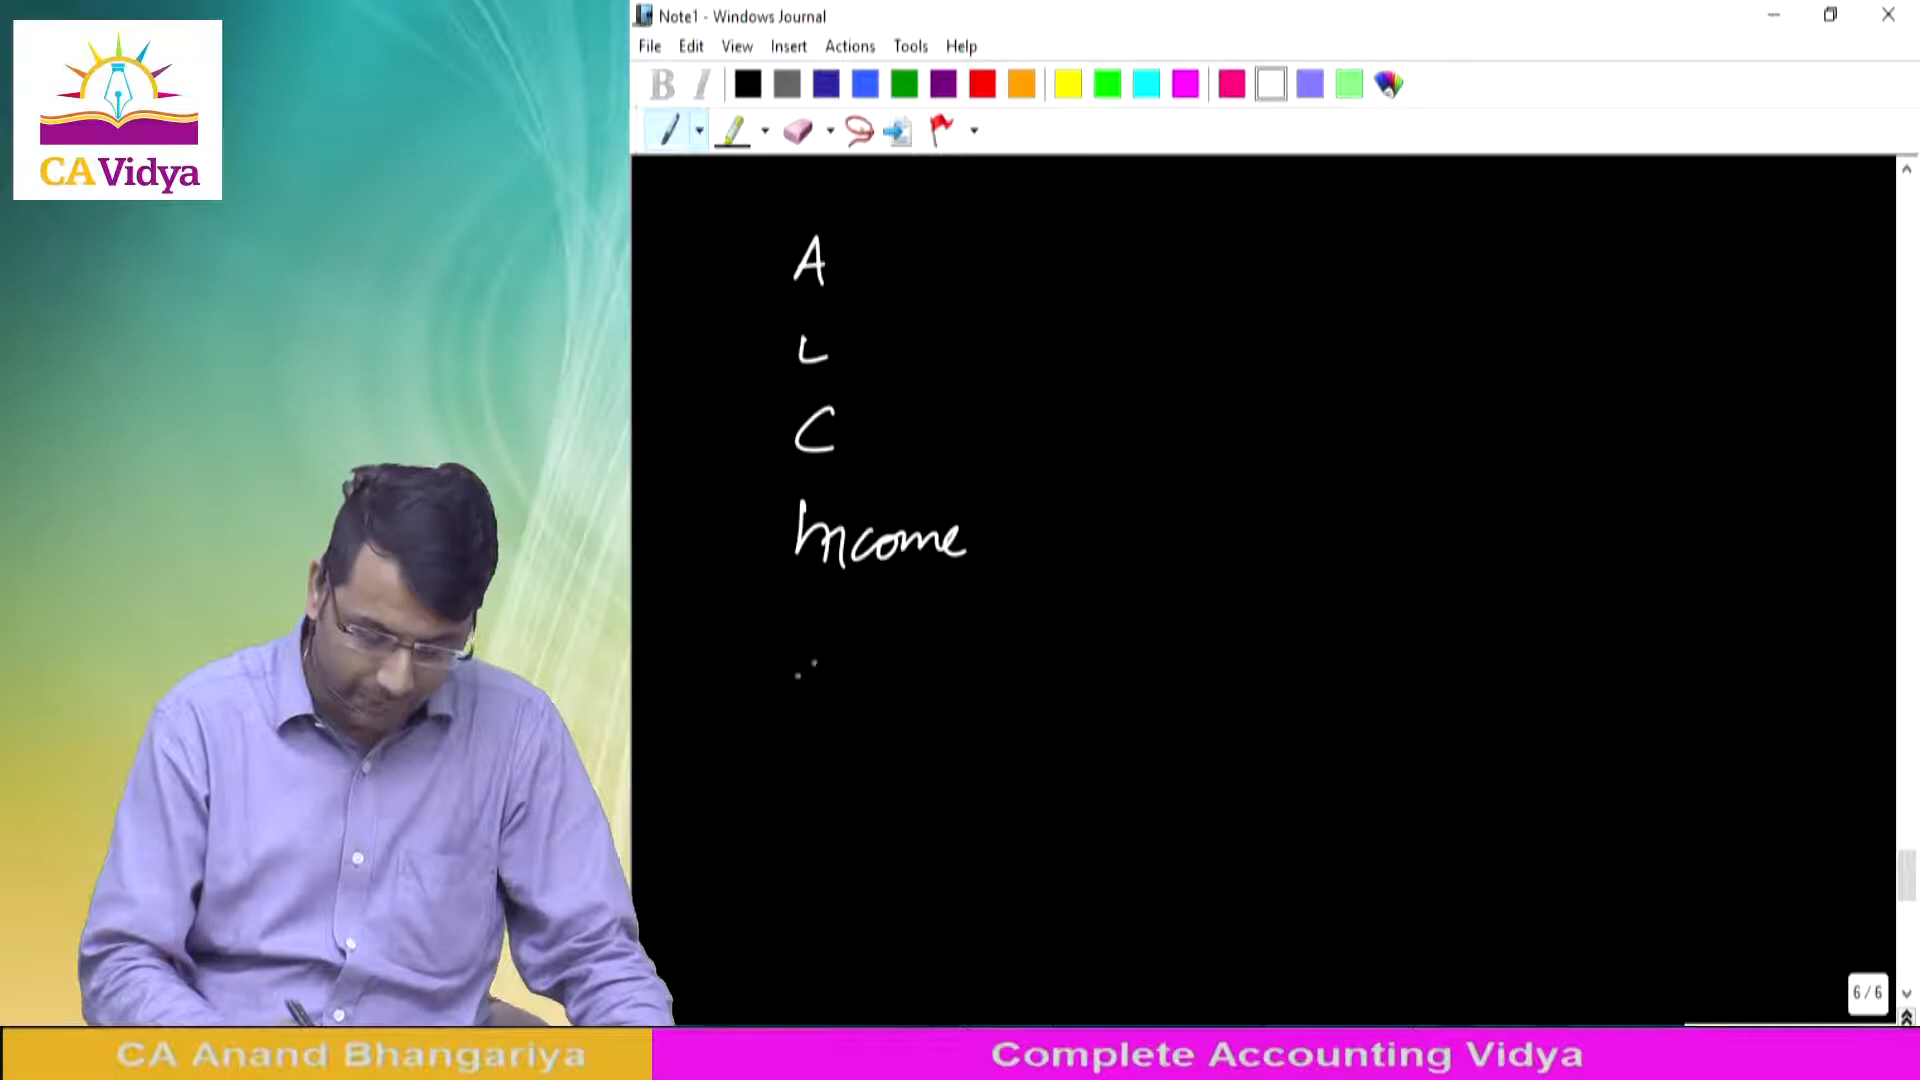 CA Vidya
Note1 - Windows Journal
File Edit View Insert Actions Tools Help
B I
A
L
C
Income
6 / 6
CA Anand Bhangariya
Complete Accounting Vidya